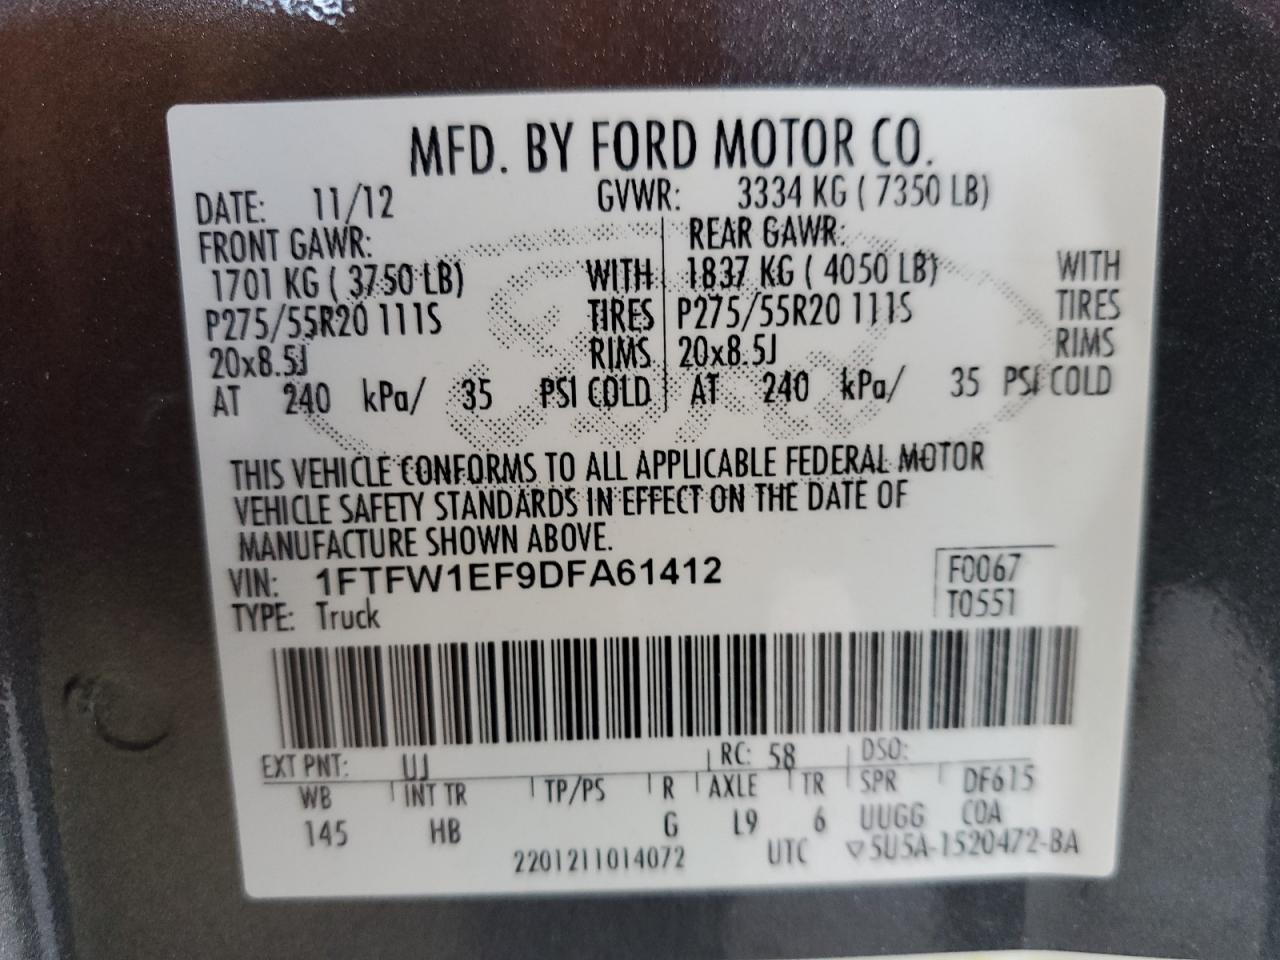 MFD. BY FORD MOTOR CO.
DATE: 11/12 GVWR: 3334 KG ( 7350 LB)
FRONT GAWR: REAR GAWR:
1701 KG ( 3750 LB) WITH 1837 KG ( 4050 LB) WITH
P275/55R20 111S TIRES P275/55R20 111S TIRES
20x8.5J RIMS 20x8.5J RIMS
AT 240 kPa/ 35 PSI COLD AT 240 kPa/ 35 PSI COLD
THIS VEHICLE CONFORMS TO ALL APPLICABLE FEDERAL MOTOR
VEHICLE SAFETY STANDARDS IN EFFECT ON THE DATE OF
MANUFACTURE SHOWN ABOVE.
VIN: 1FTFW1EF9DFA61412 F0067
TYPE: Truck T0551
EXT PNT: UJ RC: 58 DSO:
WB INT TR TP/PS R AXLE TR SPR DF615
145 HB G L9 6 UUGG COA
2201211014072 UTC ▽5U5A-1520472-BA